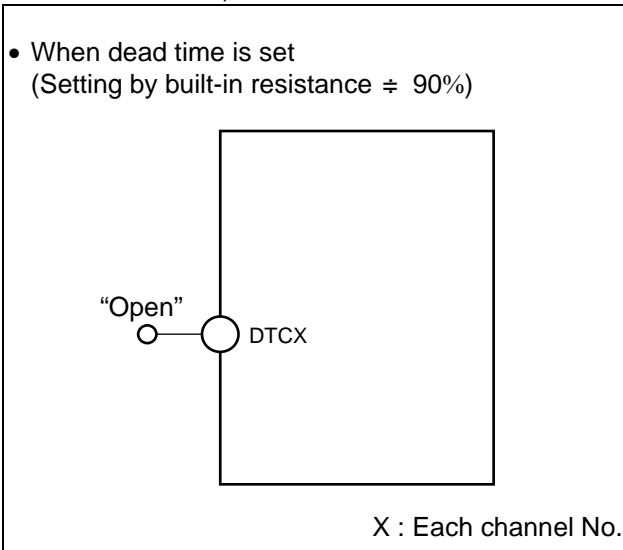 • When dead time is set
(Setting by built-in resistance ≑ 90%)
“Open”
DTCX
X : Each channel No.